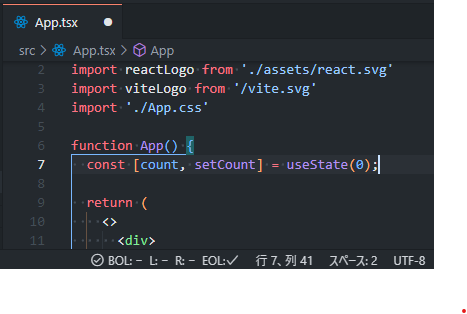 App.tsx
src > App.tsx > App
2 import reactLogo from './assets/react.svg'
3 import viteLogo from '/vite.svg'
4 import './App.css'
5
6 function App() {
7 const [count, setCount] = useState(0);
8
9 return (
10 <>
11 <div>
BOL: − L: − R: − EOL:✓ 行 7、列 41 スペース: 2 UTF-8